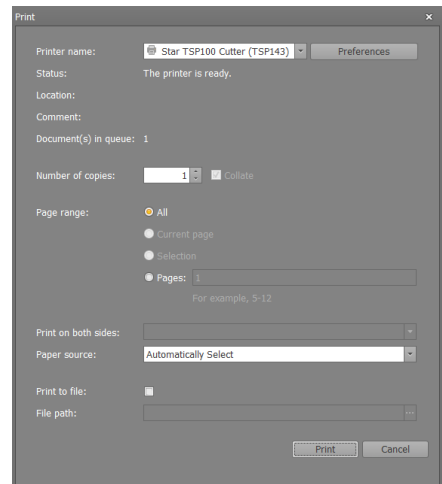 Print
Printer name: Star TSP100 Cutter (TSP143) Preferences
Status: The printer is ready.
Location:
Comment:
Document(s) in queue: 1
Number of copies: 1 Collate
Page range: All
Current page
Selection
Pages: 1
For example, 5-12
Print on both sides:
Paper source: Automatically Select
Print to file:
File path: ...
Print Cancel